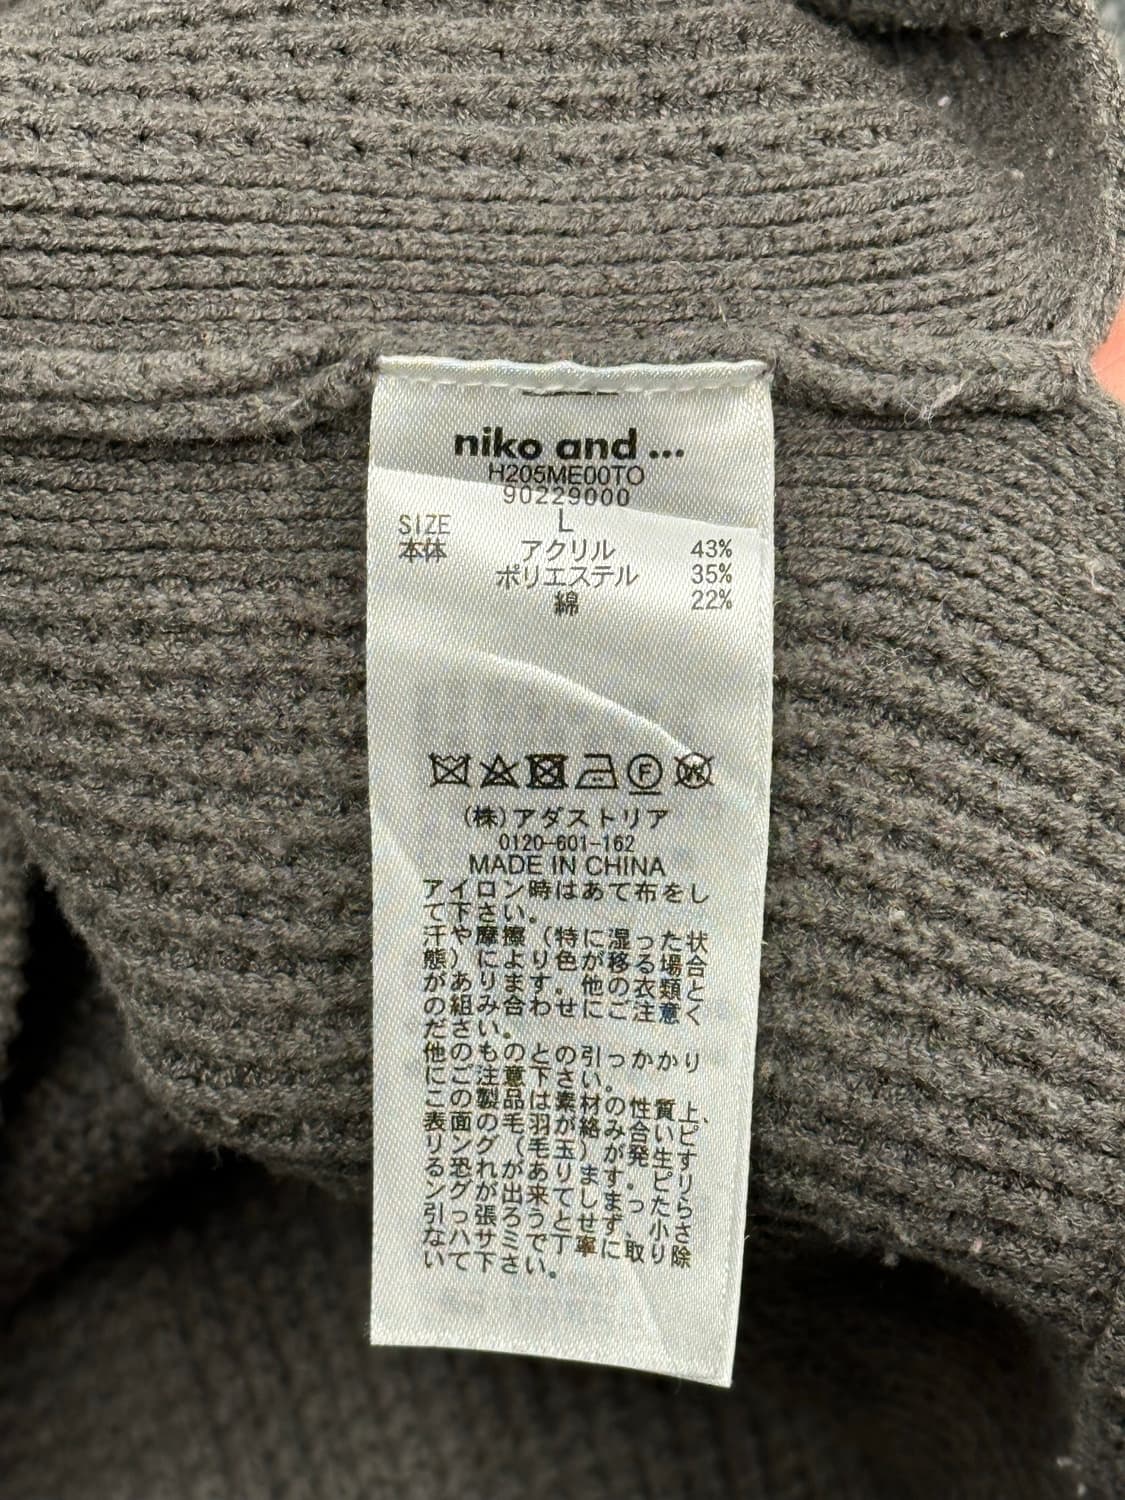 niko and ...
H205ME00TO
90229000
SIZE L
本体 アクリル 43%
ポリエステル 35%
綿 22%
F
W
(株)アダストリア
0120-601-162
MADE IN CHINA
アイロン時はあて布をし
て下さい。
汗や摩擦（特に湿った状
態）により色が移る場合
があります。他の衣類と
の組み合わせにご注意く
ださい。
他のものとの引っかかり
にご注意下さい。
この製品は素材の性質上、
表面の毛羽が絡み合いピ
リング（毛玉）が発生す
る恐れがあります。ピリ
ングが出来てしまったら
引っ張ろうとせず、小さ
なハサミで丁寧に取り除
いて下さい。